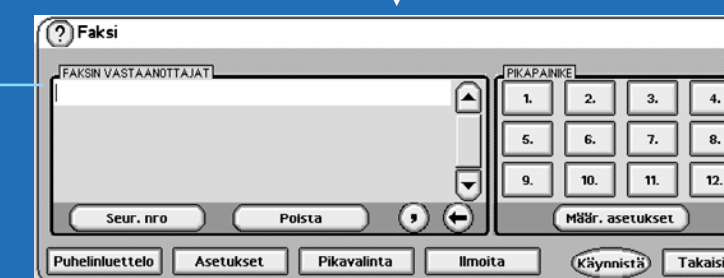 ? Faksi
FAKSIN VASTAANOTTAJAT
PIKAPAINIKE
1. 2. 3. 4.
5. 6. 7. 8.
9. 10. 11. 12.
Seur. nro Poista , Määr. asetukset
Puhelinluettelo Asetukset Pikavalinta Ilmoita Käynnistä